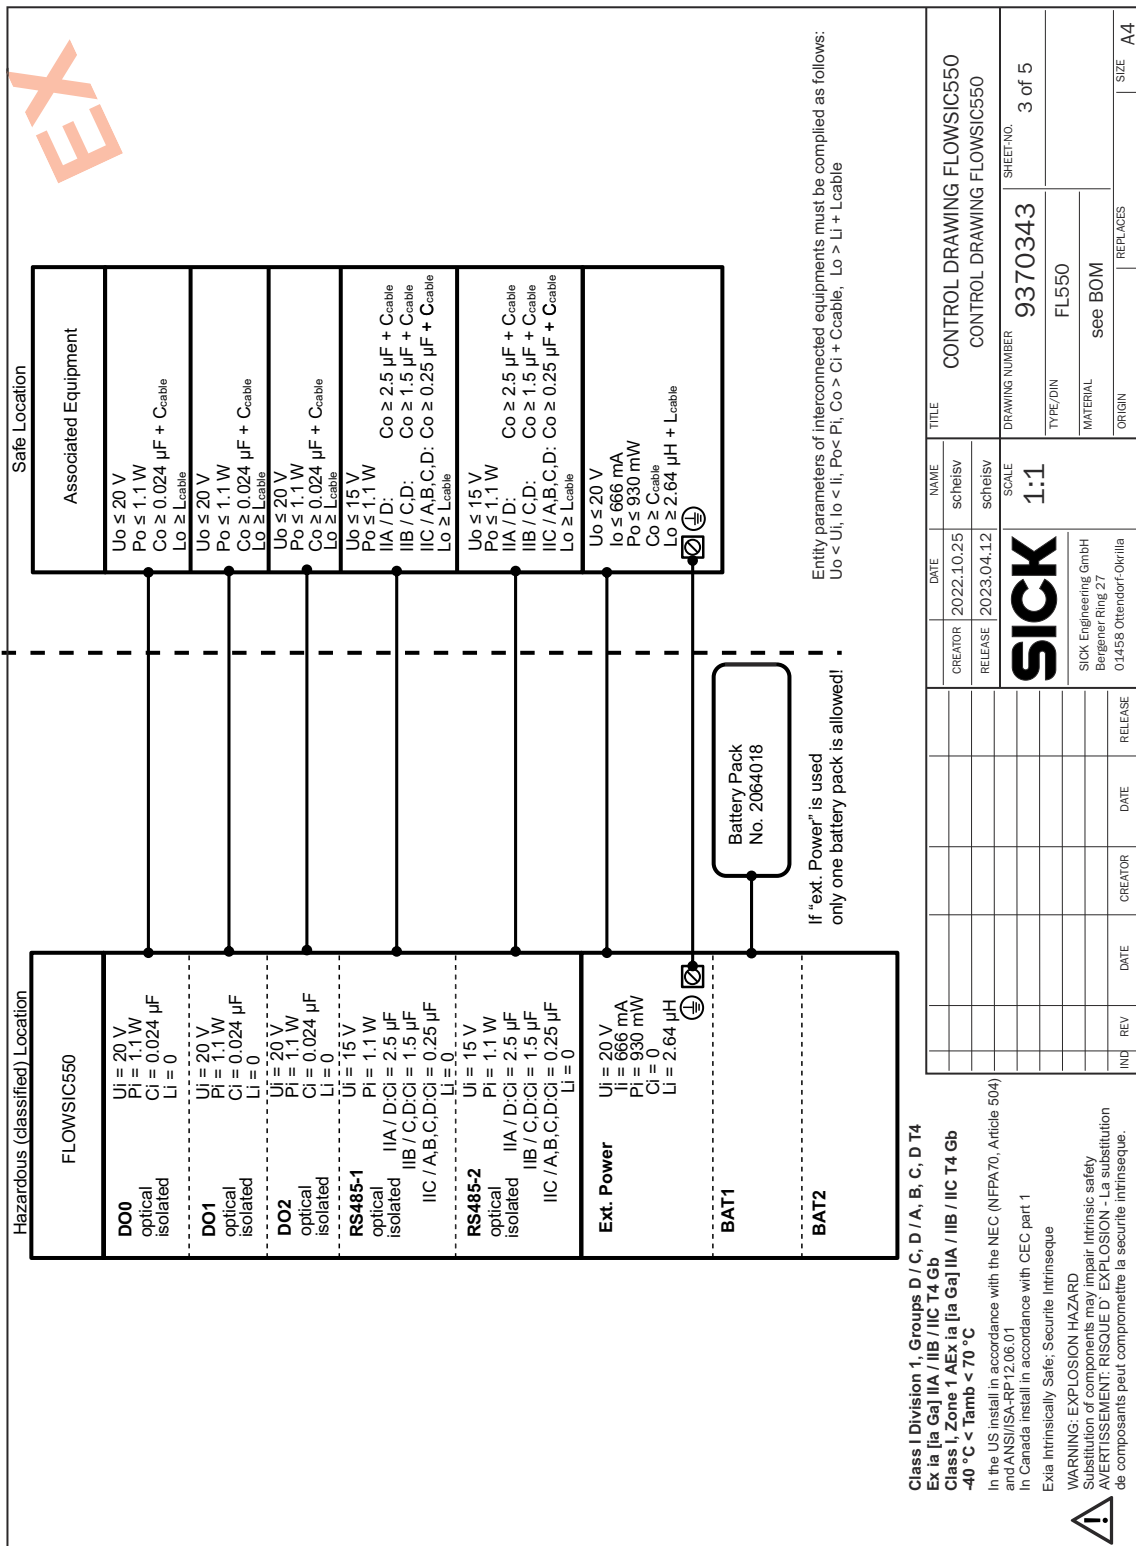 EX
Hazardous (classified) Location
FLOWSIC550
DO0
optical
isolated
Ui = 20 V
Pi = 1.1 W
Ci = 0.024 µF
Li = 0
DO1
optical
isolated
Ui = 20 V
Pi = 1.1 W
Ci = 0.024 µF
Li = 0
DO2
optical
isolated
Ui = 20 V
Pi = 1.1 W
Ci = 0.024 µF
Li = 0
RS485-1
optical
isolated
Ui = 15 V
Pi = 1.1 W
IIA / D:Ci = 2.5 µF
IIB / C,D:Ci = 1.5 µF
IIC / A,B,C,D:Ci = 0.25 µF
Li = 0
RS485-2
optical
isolated
Ui = 15 V
Pi = 1.1 W
IIA / D:Ci = 2.5 µF
IIB / C,D:Ci = 1.5 µF
IIC / A,B,C,D:Ci = 0.25 µF
Li = 0
Ext. Power
Ui = 20 V
Ii = 666 mA
Pi = 930 mW
Ci = 0
Li = 2.64 µH
BAT1
BAT2
Battery Pack
No. 2064018
If "ext. Power" is used
only one battery pack is allowed!
Safe Location
Associated Equipment
Uo ≤ 20 V
Po ≤ 1.1 W
Co ≥ 0.024 µF + Ccable
Lo ≥ Lcable
Uo ≤ 20 V
Po ≤ 1.1 W
Co ≥ 0.024 µF + Ccable
Lo ≥ Lcable
Uo ≤ 20 V
Po ≤ 1.1 W
Co ≥ 0.024 µF + Ccable
Lo ≥ Lcable
Uo ≤ 15 V
Po ≤ 1.1 W
IIA / D: Co ≥ 2.5 µF + Ccable
IIB / C,D: Co ≥ 1.5 µF + Ccable
IIC / A,B,C,D: Co ≥ 0.25 µF + Ccable
Lo ≥ Lcable
Uo ≤ 15 V
Po ≤ 1.1 W
IIA / D: Co ≥ 2.5 µF + Ccable
IIB / C,D: Co ≥ 1.5 µF + Ccable
IIC / A,B,C,D: Co ≥ 0.25 µF + Ccable
Lo ≥ Lcable
Uo ≤ 20 V
Io ≤ 666 mA
Po ≤ 930 mW
Co ≥ Ccable
Lo ≥ 2.64 µH + Lcable
Entity parameters of interconnected equipments must be complied as follows:
Uo < Ui, Io < Ii, Po< Pi, Co > Ci + Ccable, Lo > Li + Lcable
Class I Division 1, Groups D / C, D / A, B, C, D T4
Ex ia [ia Ga] IIA / IIB / IIC T4 Gb
Class I, Zone 1 AEx ia [ia Ga] IIA / IIB / IIC T4 Gb
-40 °C < Tamb < 70 °C
In the US install in accordance with the NEC (NFPA70, Article 504)
and ANSI/ISA-RP12.06.01
In Canada install in accordance with CEC part 1
Exia Intrinsically Safe; Securite Intrinseque
WARNING: EXPLOSION HAZARD
Substitution of components may impair Intrinsic safety
AVERTISSEMENT: RISQUE D´ EXPLOSION - La substitution
de composants peut compromettre la securite intrinseque.
IND REV DATE CREATOR DATE RELEASE
DATE NAME
CREATOR 2022.10.25 scheisv
RELEASE 2023.04.12 scheisv
SICK
SCALE
1:1
SICK Engineering GmbH
Bergener Ring 27
01458 Ottendorf-Okrilla
TITLE
CONTROL DRAWING FLOWSIC550
CONTROL DRAWING FLOWSIC550
DRAWING NUMBER
9370343
SHEET-NO.
3 of 5
TYPE/DIN
FL550
MATERIAL
see BOM
ORIGIN
REPLACES
SIZE
A4